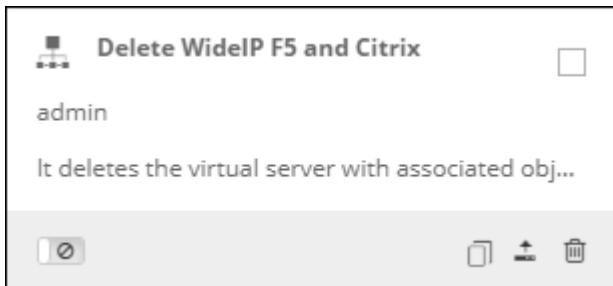 Delete WideIP F5 and Citrix
admin
It deletes the virtual server with associated obj...